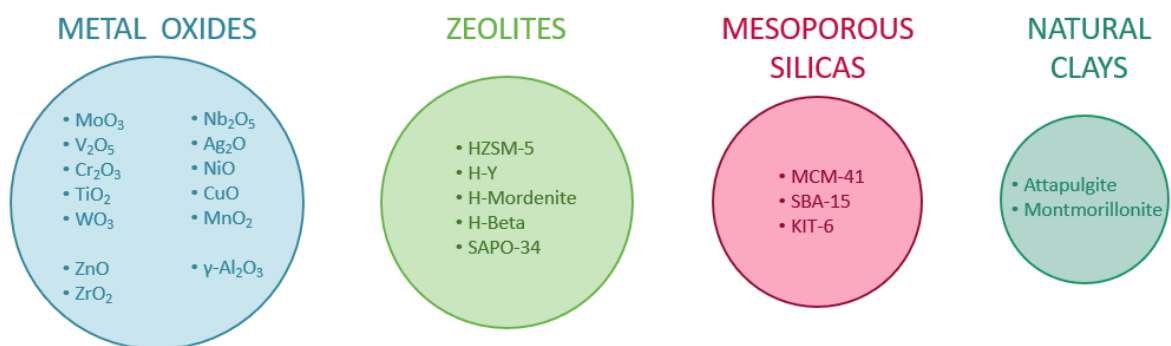 METAL OXIDES
• MoO₃
• V₂O₅
• Cr₂O₃
• TiO₂
• WO₃
• ZnO
• ZrO₂
• Nb₂O₅
• Ag₂O
• NiO
• CuO
• MnO₂
• γ-Al₂O₃
ZEOLITES
• HZSM-5
• H-Y
• H-Mordenite
• H-Beta
• SAPO-34
MESOPOROUS
SILICAS
• MCM-41
• SBA-15
• KIT-6
NATURAL
CLAYS
• Attapulgite
• Montmorillonite